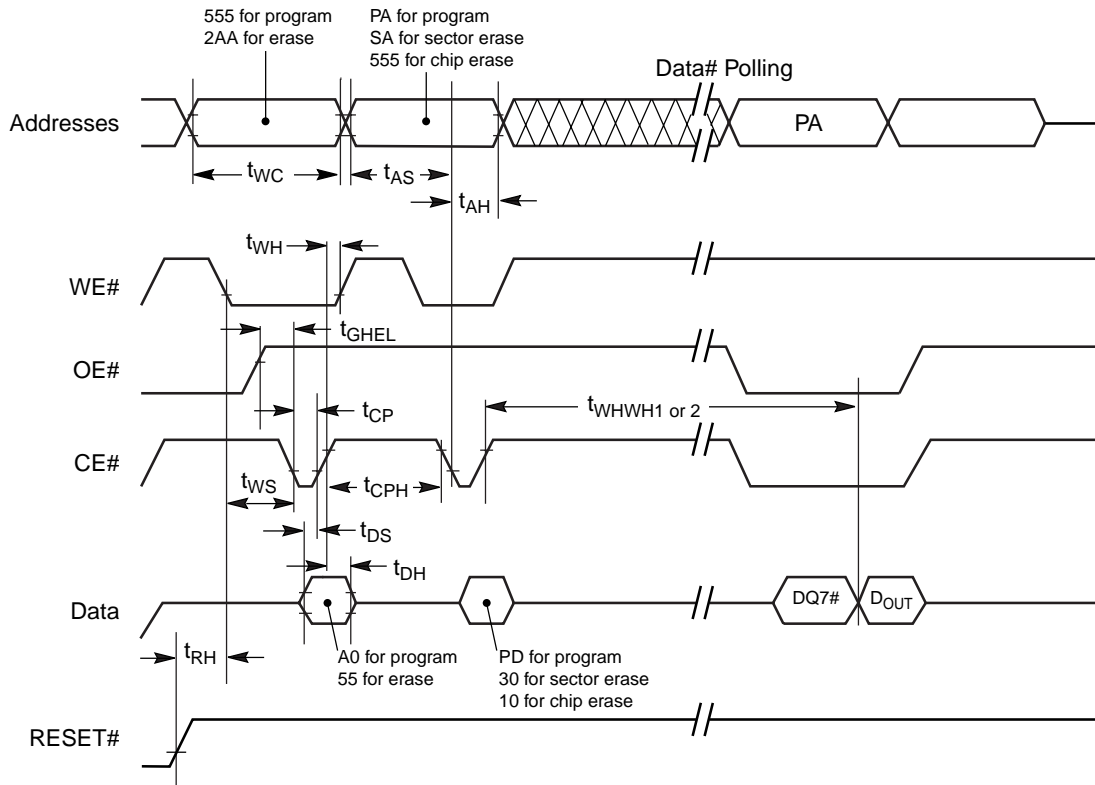 555 for program
2AA for erase
PA for program
SA for sector erase
555 for chip erase
Data# Polling
Addresses
PA
tWC
tAS
tAH
tWH
WE#
tGHEL
OE#
tWHWH1 or 2
tCP
CE#
tWS
tCPH
tDS
tDH
Data
DQ7#
DOUT
tRH
A0 for program
55 for erase
PD for program
30 for sector erase
10 for chip erase
RESET#